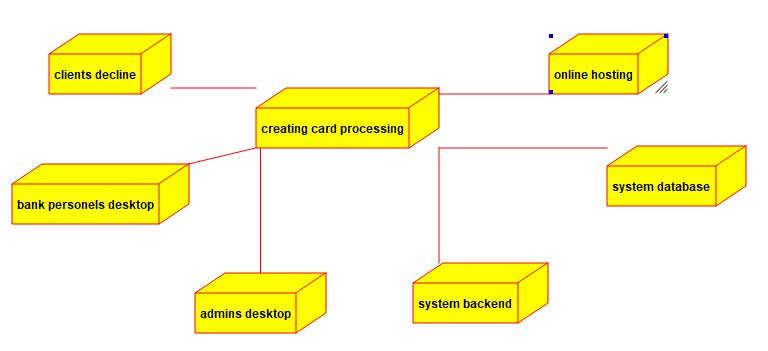 clients decline
online hosting
creating card processing
system database
bank personels desktop
system backend
admins desktop